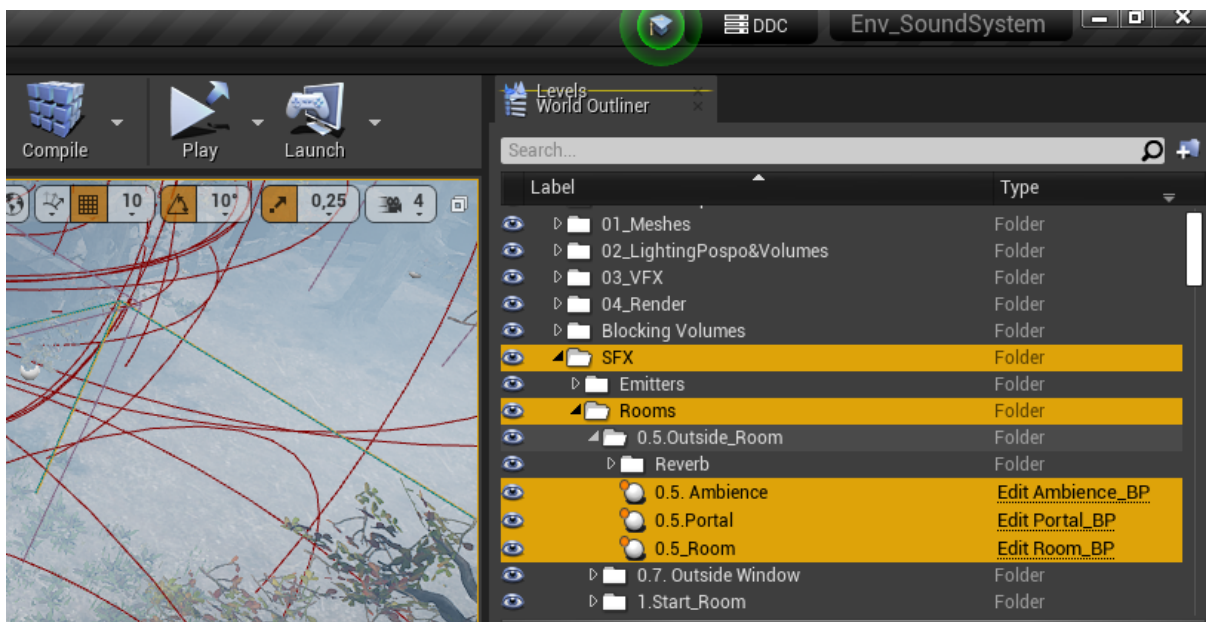 DDC
Env_SoundSystem
Levels
World Outliner
Compile
Play
Launch
Search...
Label Type
10 10° 0,25 4
01_Meshes Folder
02_LightingPospo&Volumes Folder
03_VFX Folder
04_Render Folder
Blocking Volumes Folder
SFX Folder
Emitters Folder
Rooms Folder
0.5.Outside_Room Folder
Reverb Folder
0.5. Ambience Edit Ambience_BP
0.5.Portal Edit Portal_BP
0.5_Room Edit Room_BP
0.7. Outside Window Folder
1.Start_Room Folder